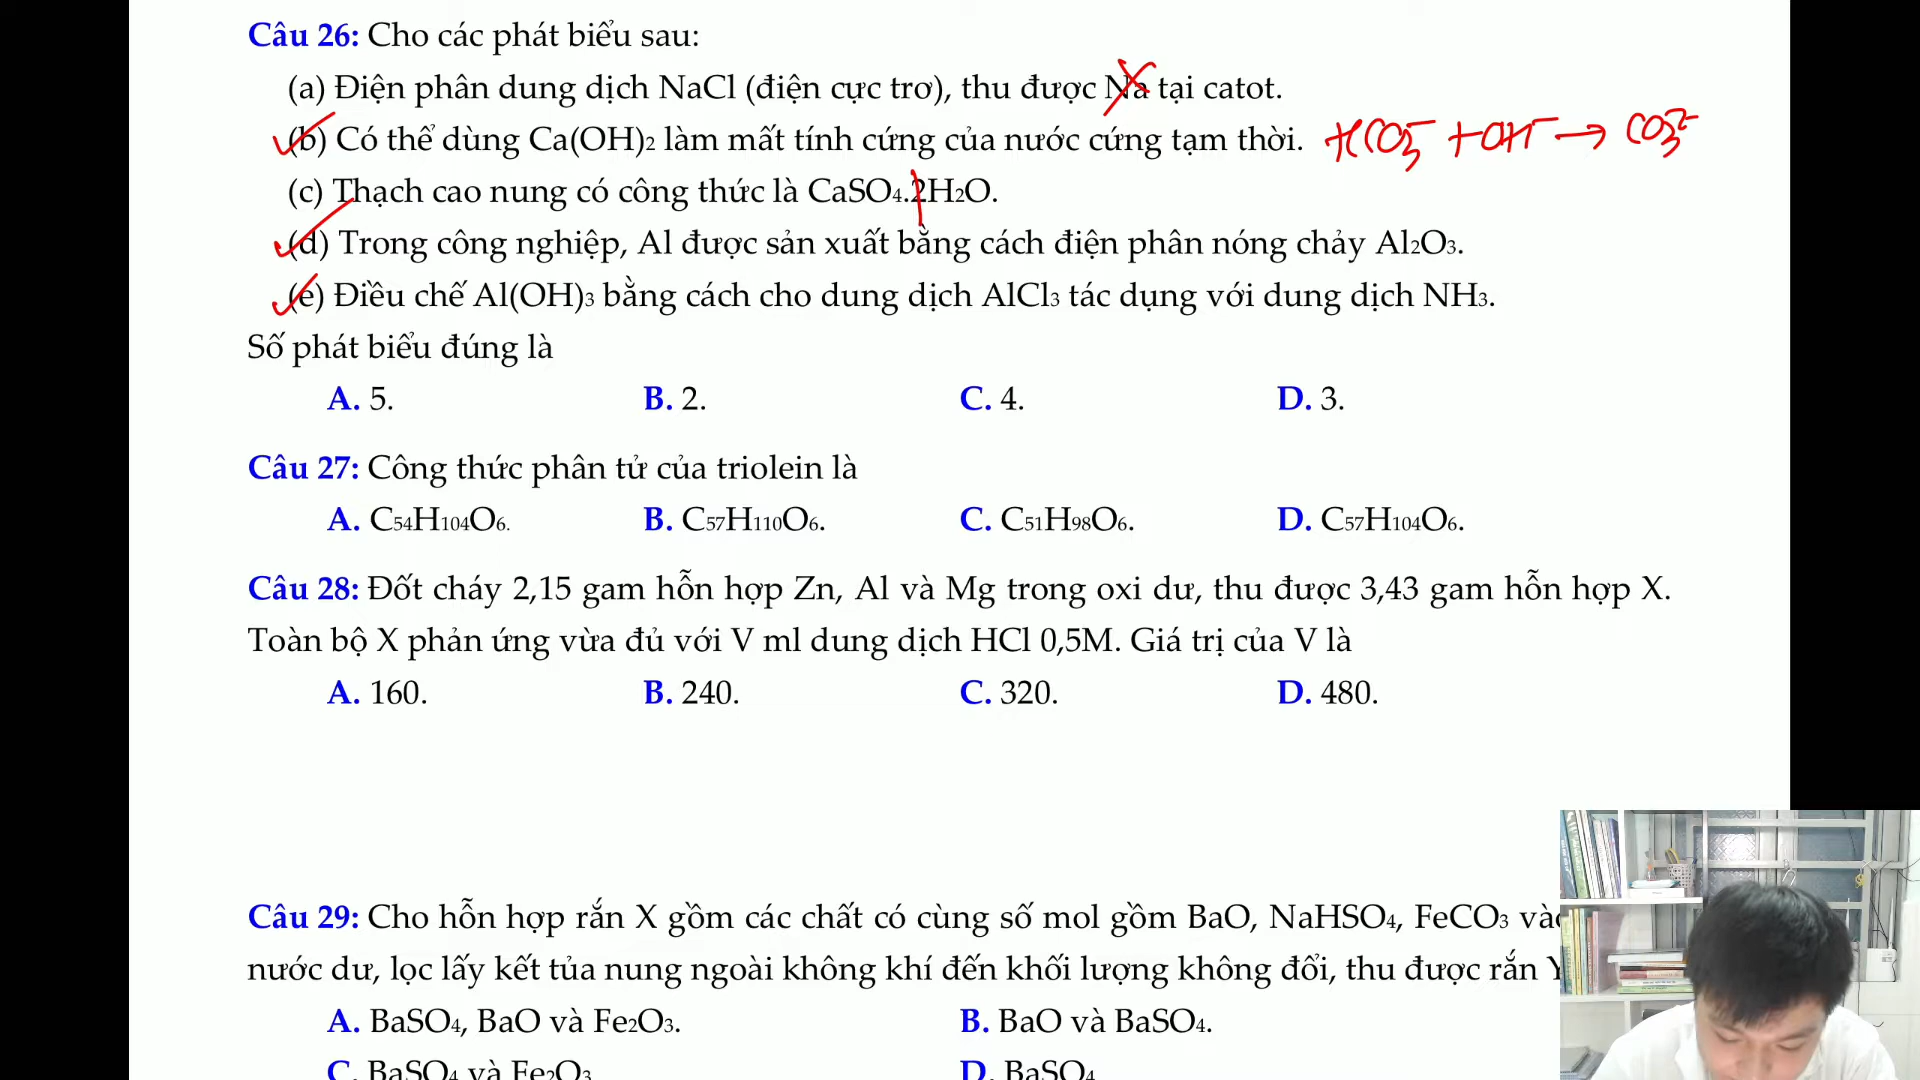 Câu 26: Cho các phát biểu sau:
(a) Điện phân dung dịch NaCl (điện cực trơ), thu được Na tại catot.
(b) Có thể dùng Ca(OH)₂ làm mất tính cứng của nước cứng tạm thời. HCO₃⁻ + OH⁻ → CO₃²⁻
(c) Thạch cao nung có công thức là CaSO₄.2H₂O.
(d) Trong công nghiệp, Al được sản xuất bằng cách điện phân nóng chảy Al₂O₃.
(e) Điều chế Al(OH)₃ bằng cách cho dung dịch AlCl₃ tác dụng với dung dịch NH₃.
Số phát biểu đúng là
A. 5. B. 2. C. 4. D. 3.
Câu 27: Công thức phân tử của triolein là
A. C₅₄H₁₀₄O₆. B. C₅₇H₁₁₀O₆. C. C₅₁H₉₈O₆. D. C₅₇H₁₀₄O₆.
Câu 28: Đốt cháy 2,15 gam hỗn hợp Zn, Al và Mg trong oxi dư, thu được 3,43 gam hỗn hợp X.
Toàn bộ X phản ứng vừa đủ với V ml dung dịch HCl 0,5M. Giá trị của V là
A. 160. B. 240. C. 320. D. 480.
Câu 29: Cho hỗn hợp rắn X gồm các chất có cùng số mol gồm BaO, NaHSO₄, FeCO₃
nước dư, lọc lấy kết tủa nung ngoài không khí đến khối lượng không đổi, thu được rắn Y
A. BaSO₄, BaO và Fe₂O₃. B. BaO và BaSO₄.
C. BaSO₄ và Fe₂O₃. D. BaSO₄